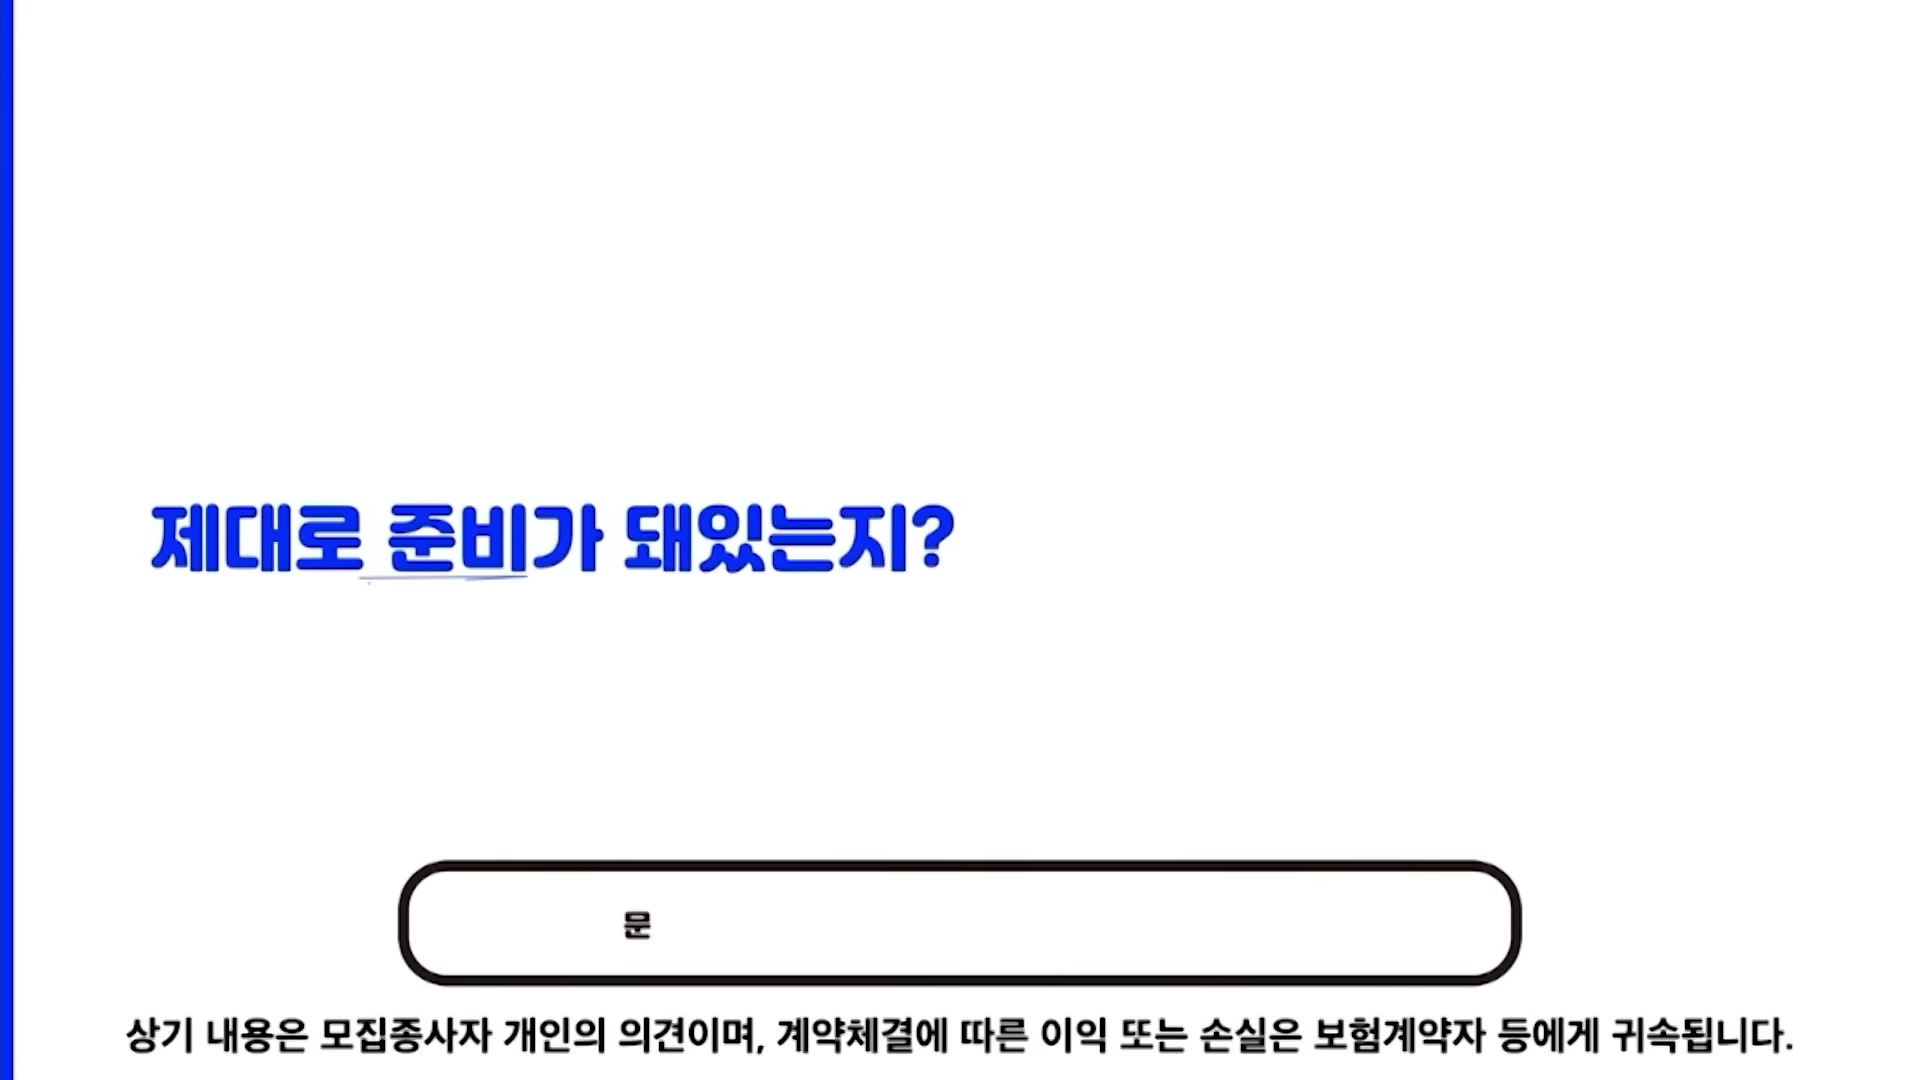 제대로 준비가 돼있는지?
문
상기 내용은 모집종사자 개인의 의견이며, 계약체결에 따른 이익 또는 손실은 보험계약자 등에게 귀속됩니다.